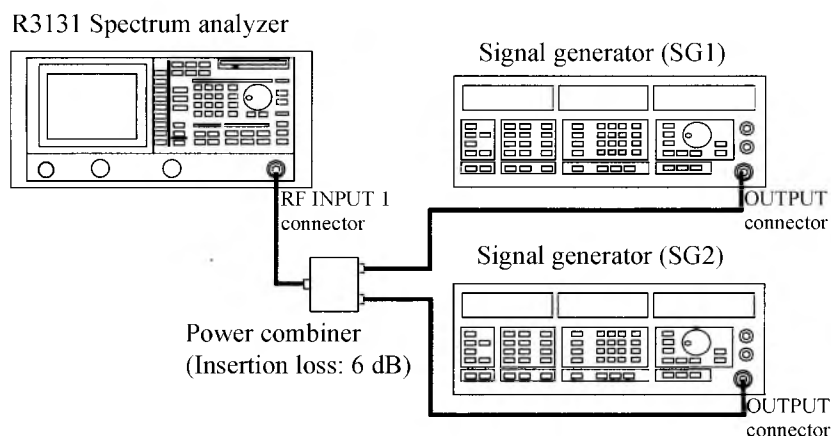 R3131 Spectrum analyzer
Signal generator (SG1)
RF INPUT 1
connector
OUTPUT
connector
Signal generator (SG2)
Power combiner
(Insertion loss: 6 dB)
OUTPUT
connector